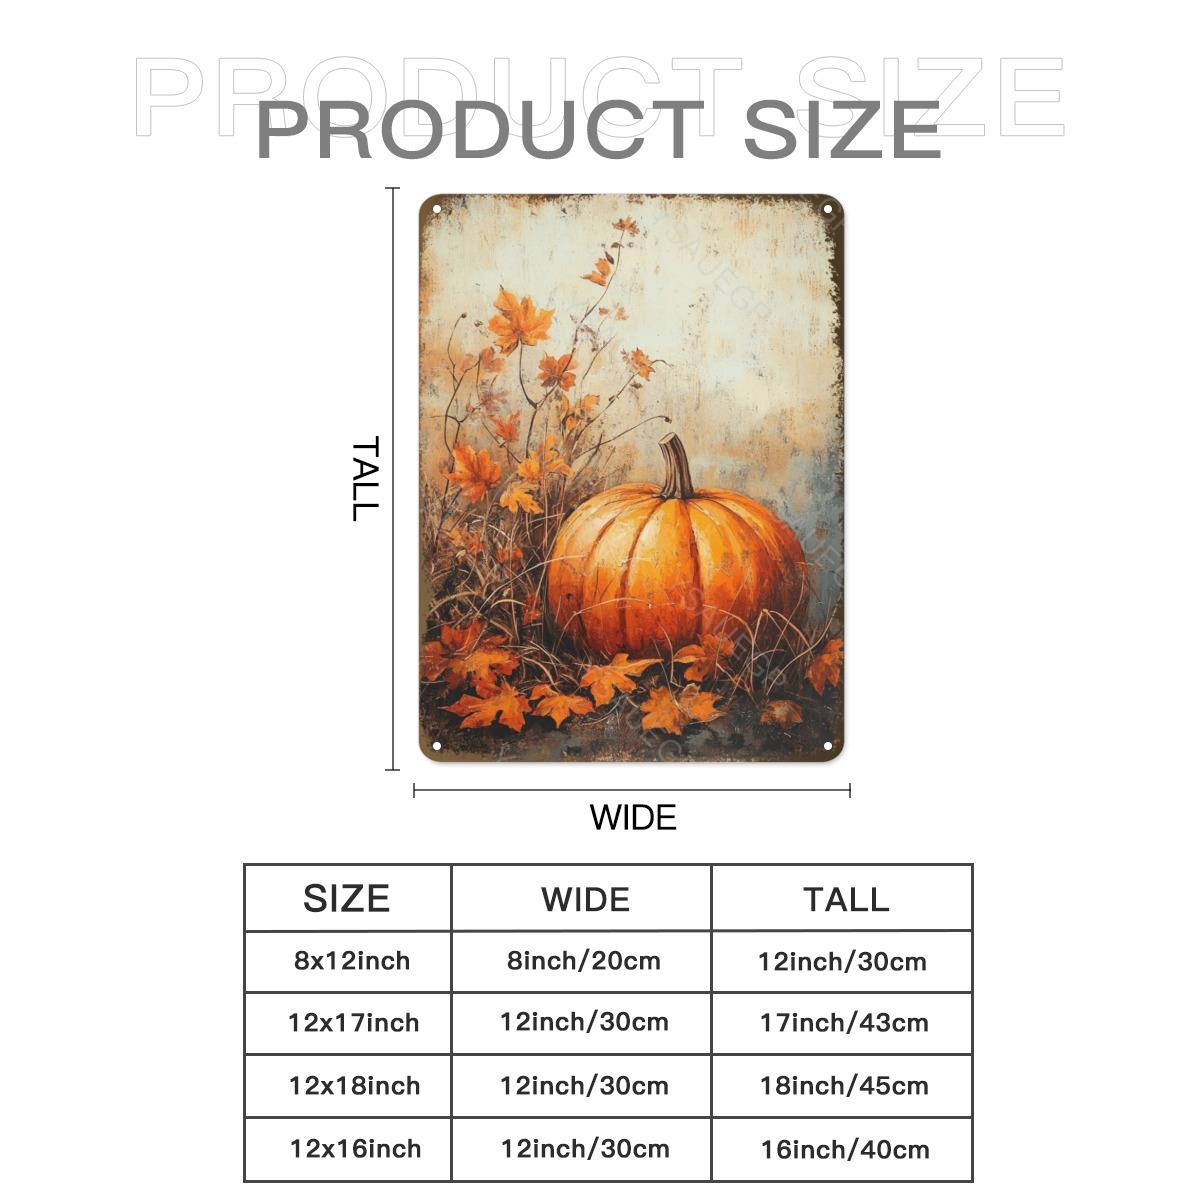 PRODUCT SIZE
PRODUCT SIZE
TALL
WIDE
SIZE WIDE TALL
8x12inch 8inch/20cm 12inch/30cm
12x17inch 12inch/30cm 17inch/43cm
12x18inch 12inch/30cm 18inch/45cm
12x16inch 12inch/30cm 16inch/40cm